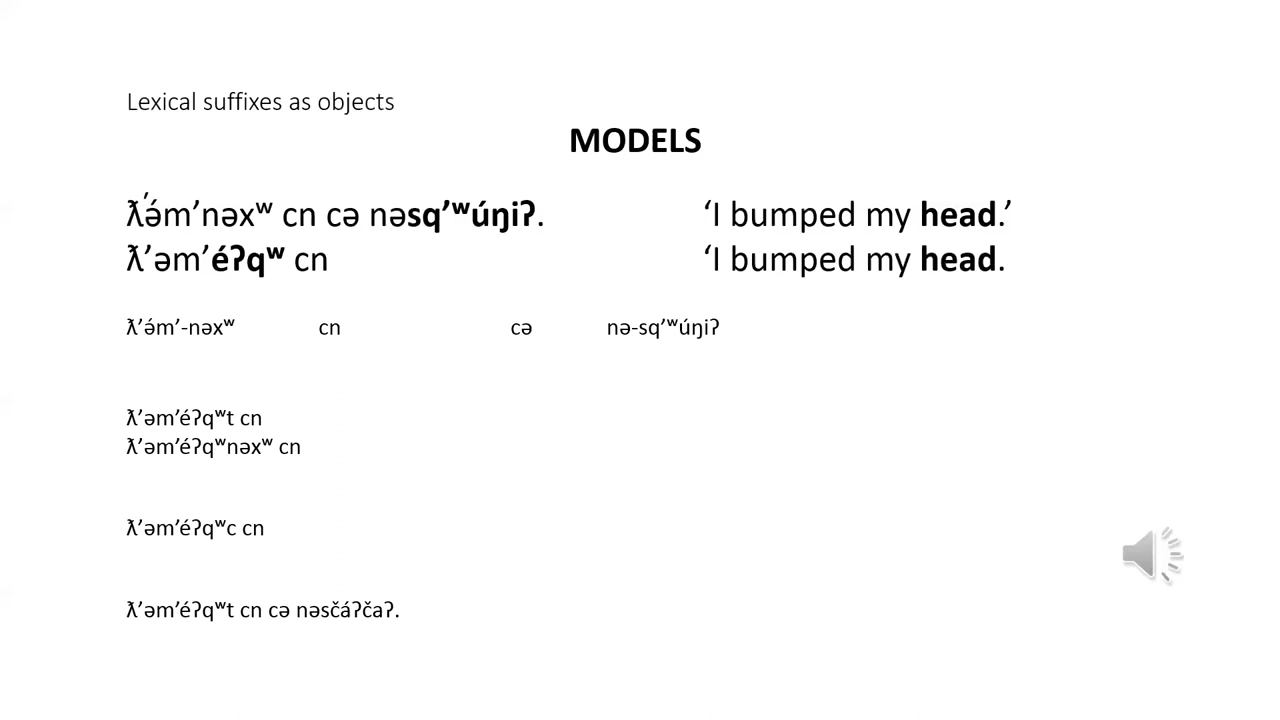 Lexical suffixes as objects
MODELS
ƛ̓ə́m’nəxʷ cn cə nəsq’ʷúŋiʔ. ‘I bumped my head.’
ƛ’əm’éʔqʷ cn ‘I bumped my head.
ƛ’ə́m’-nəxʷ cn cə nə-sq’ʷúŋiʔ
ƛ’əm’éʔqʷt cn
ƛ’əm’éʔqʷnəxʷ cn
ƛ’əm’éʔqʷc cn
ƛ’əm’éʔqʷt cn cə nəsčáʔčaʔ.